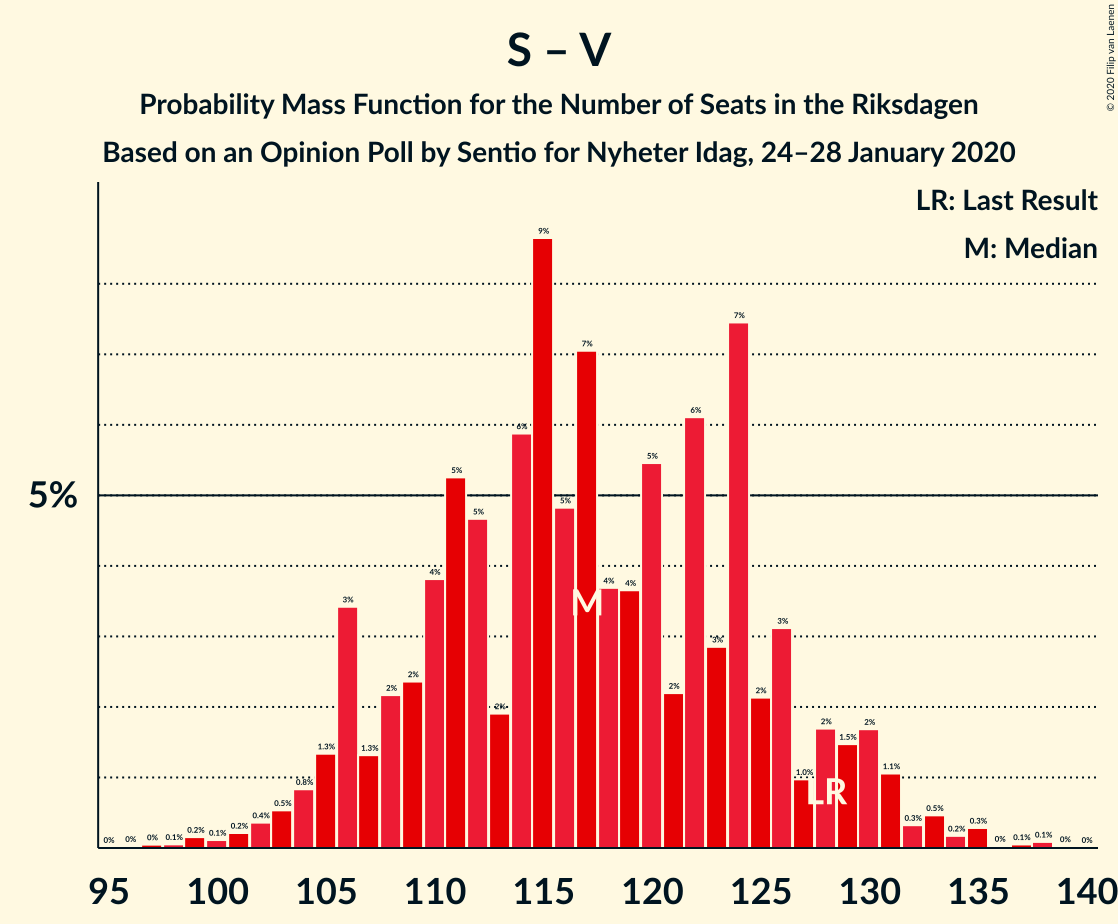 S – V
Probability Mass Function for the Number of Seats in the Riksdagen
Based on an Opinion Poll by Sentio for Nyheter Idag, 24–28 January 2020
© 2020 Filip van Laenen
LR: Last Result
M: Median
5%
0% 0% 0% 0.1% 0.2% 0.1% 0.2% 0.4% 0.5% 0.8% 1.3% 3% 1.3% 2% 2% 4% 5% 5% 2% 6% 9% 5% 7% 4% 4% 5% 2% 6% 3% 7% 2% 3% 1.0% 2% 1.5% 2% 1.1% 0.3% 0.5% 0.2% 0.3% 0% 0.1% 0.1% 0% 0%
M
LR
95 100 105 110 115 120 125 130 135 140